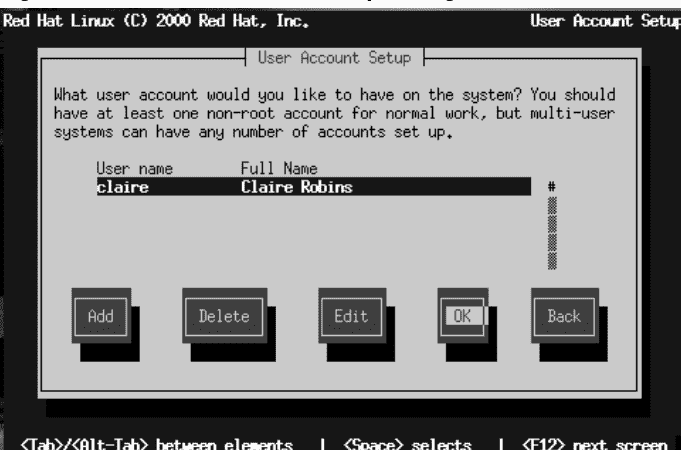 Red Hat Linux (C) 2000 Red Hat, Inc. User Account Setup
User Account Setup
What user account would you like to have on the system? You should
have at least one non-root account for normal work, but multi-user
systems can have any number of accounts set up.
User name Full Name
claire Claire Robins #
Add Delete Edit OK Back
<Tab>/<Alt-Tab> between elements | <Space> selects | <F12> next screen